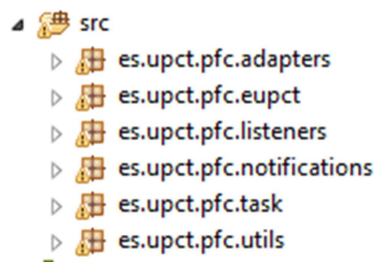 src
es.upct.pfc.adapters
es.upct.pfc.eupct
es.upct.pfc.listeners
es.upct.pfc.notifications
es.upct.pfc.task
es.upct.pfc.utils